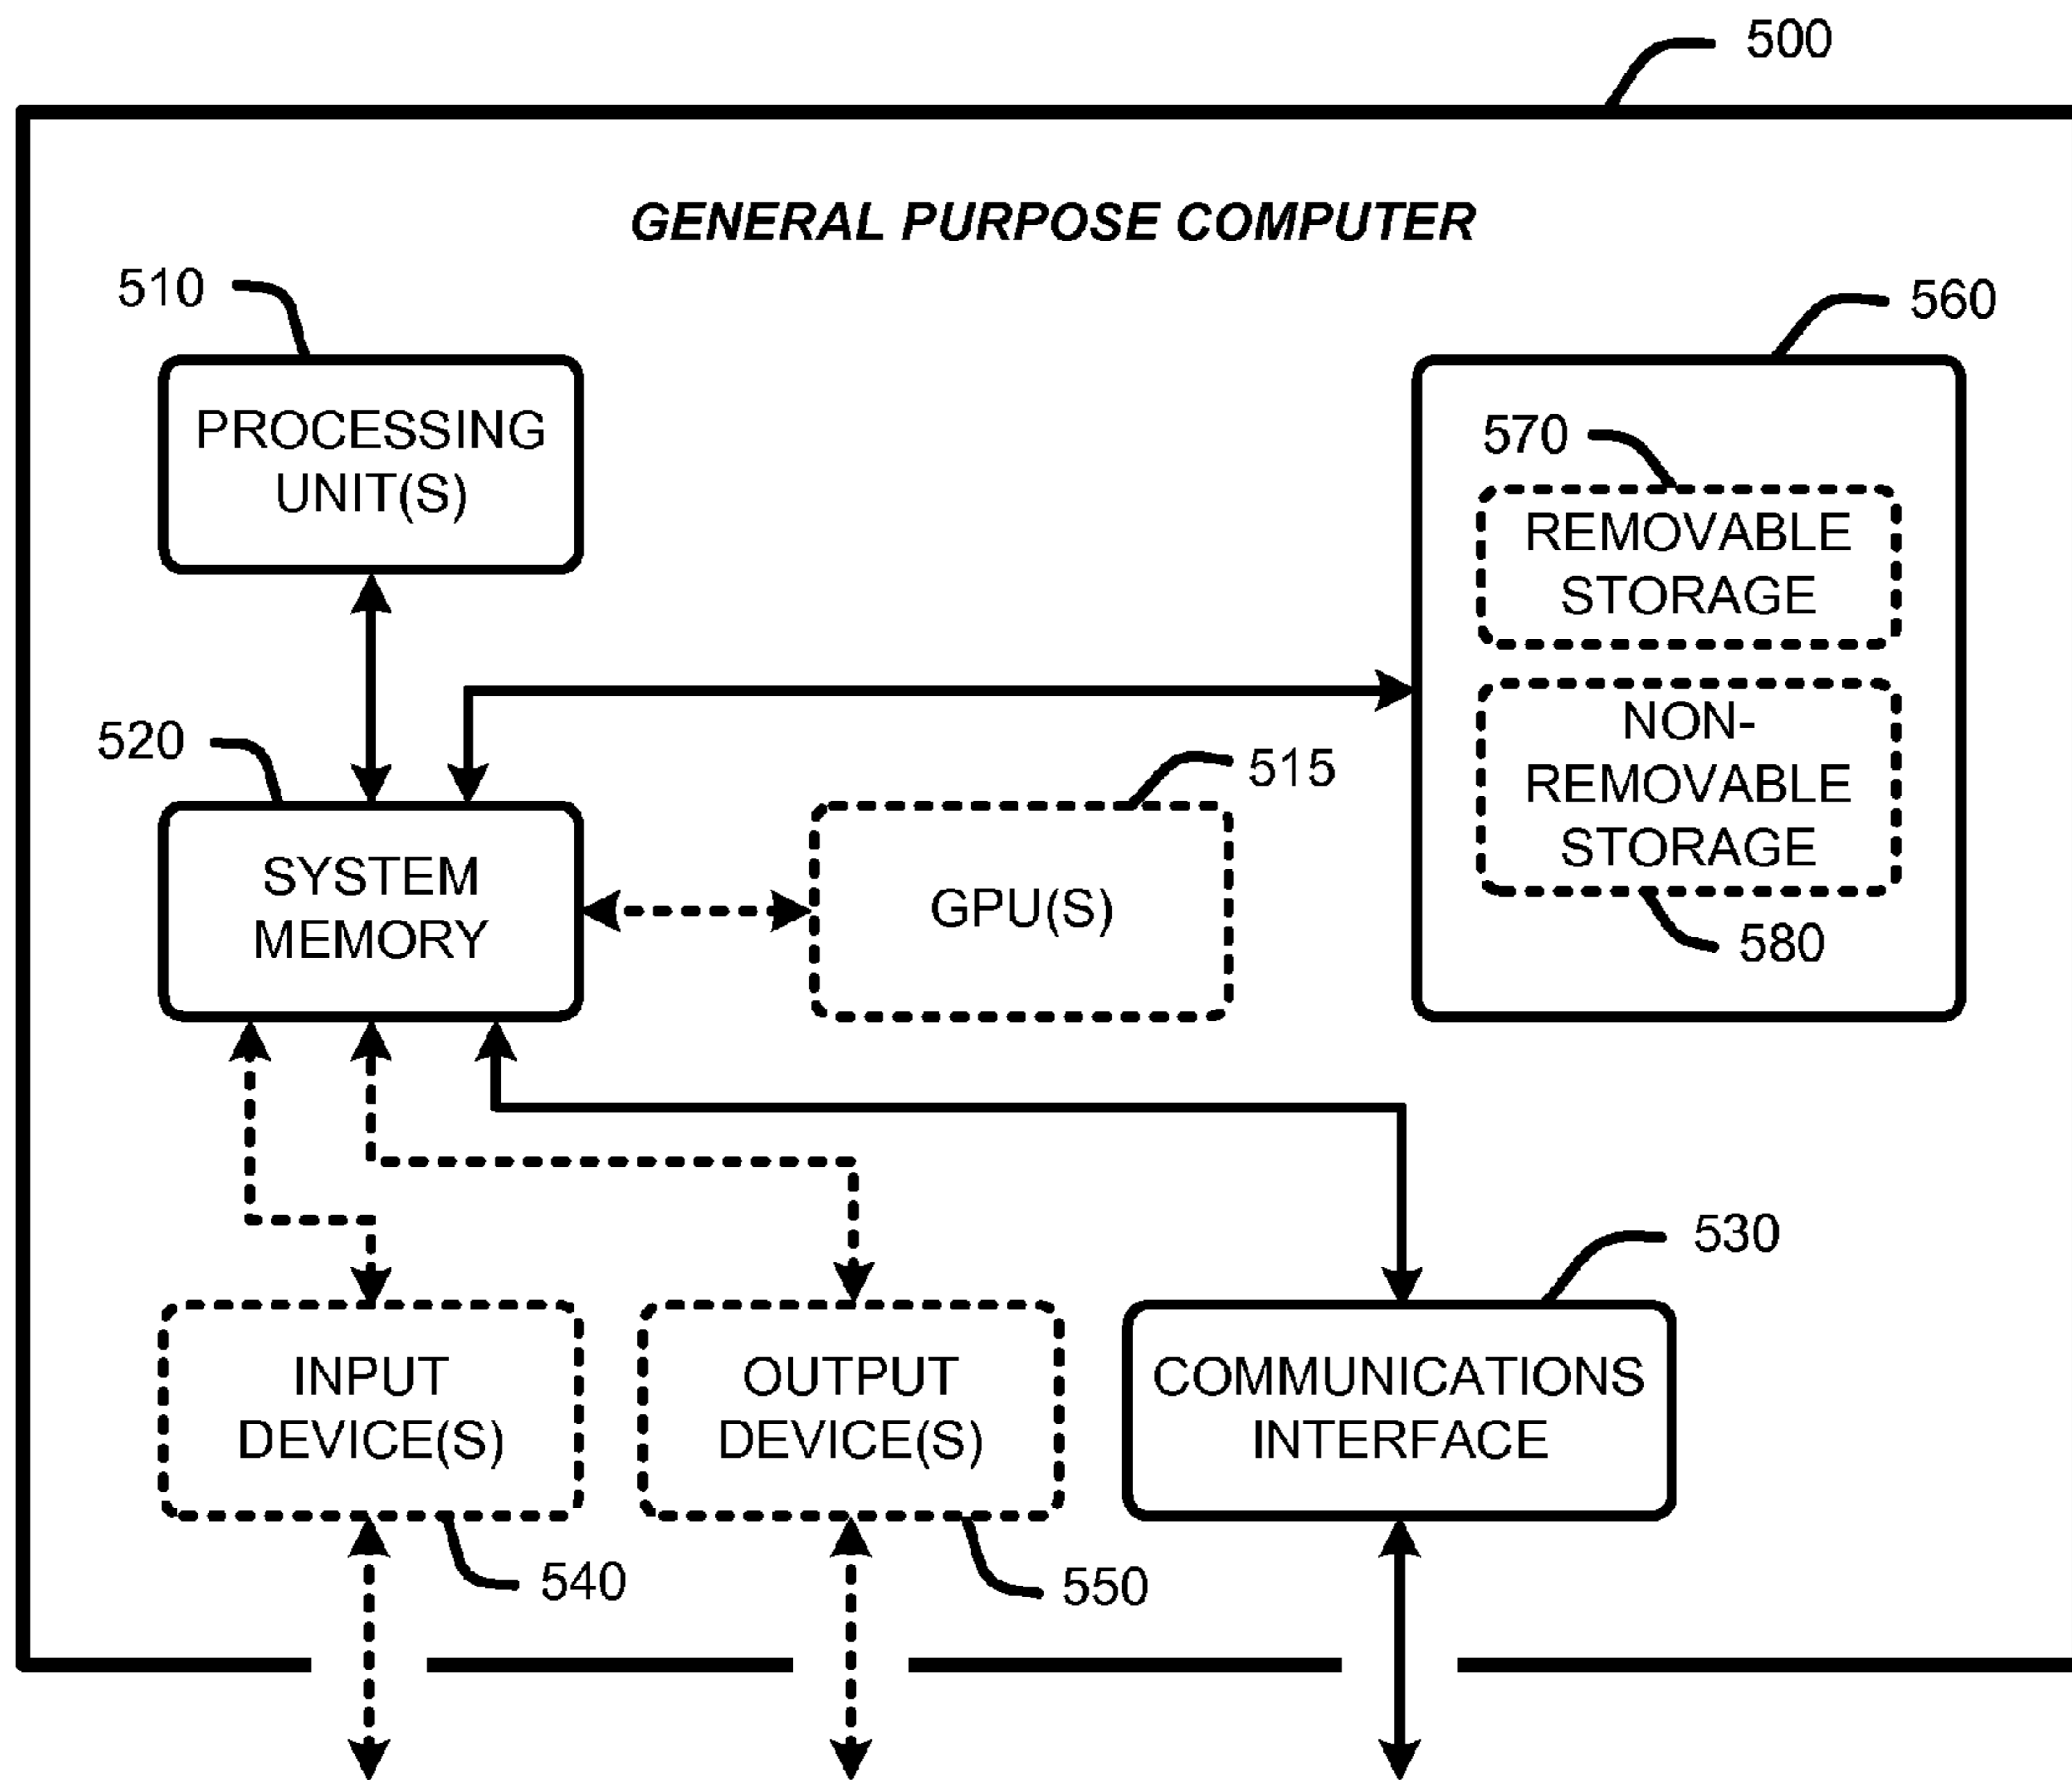 500
GENERAL PURPOSE COMPUTER
510
560
PROCESSING
UNIT(S)
570
REMOVABLE
STORAGE
520
515
NON-
REMOVABLE
STORAGE
SYSTEM
MEMORY
GPU(S)
580
530
INPUT
DEVICE(S)
OUTPUT
DEVICE(S)
COMMUNICATIONS
INTERFACE
540
550